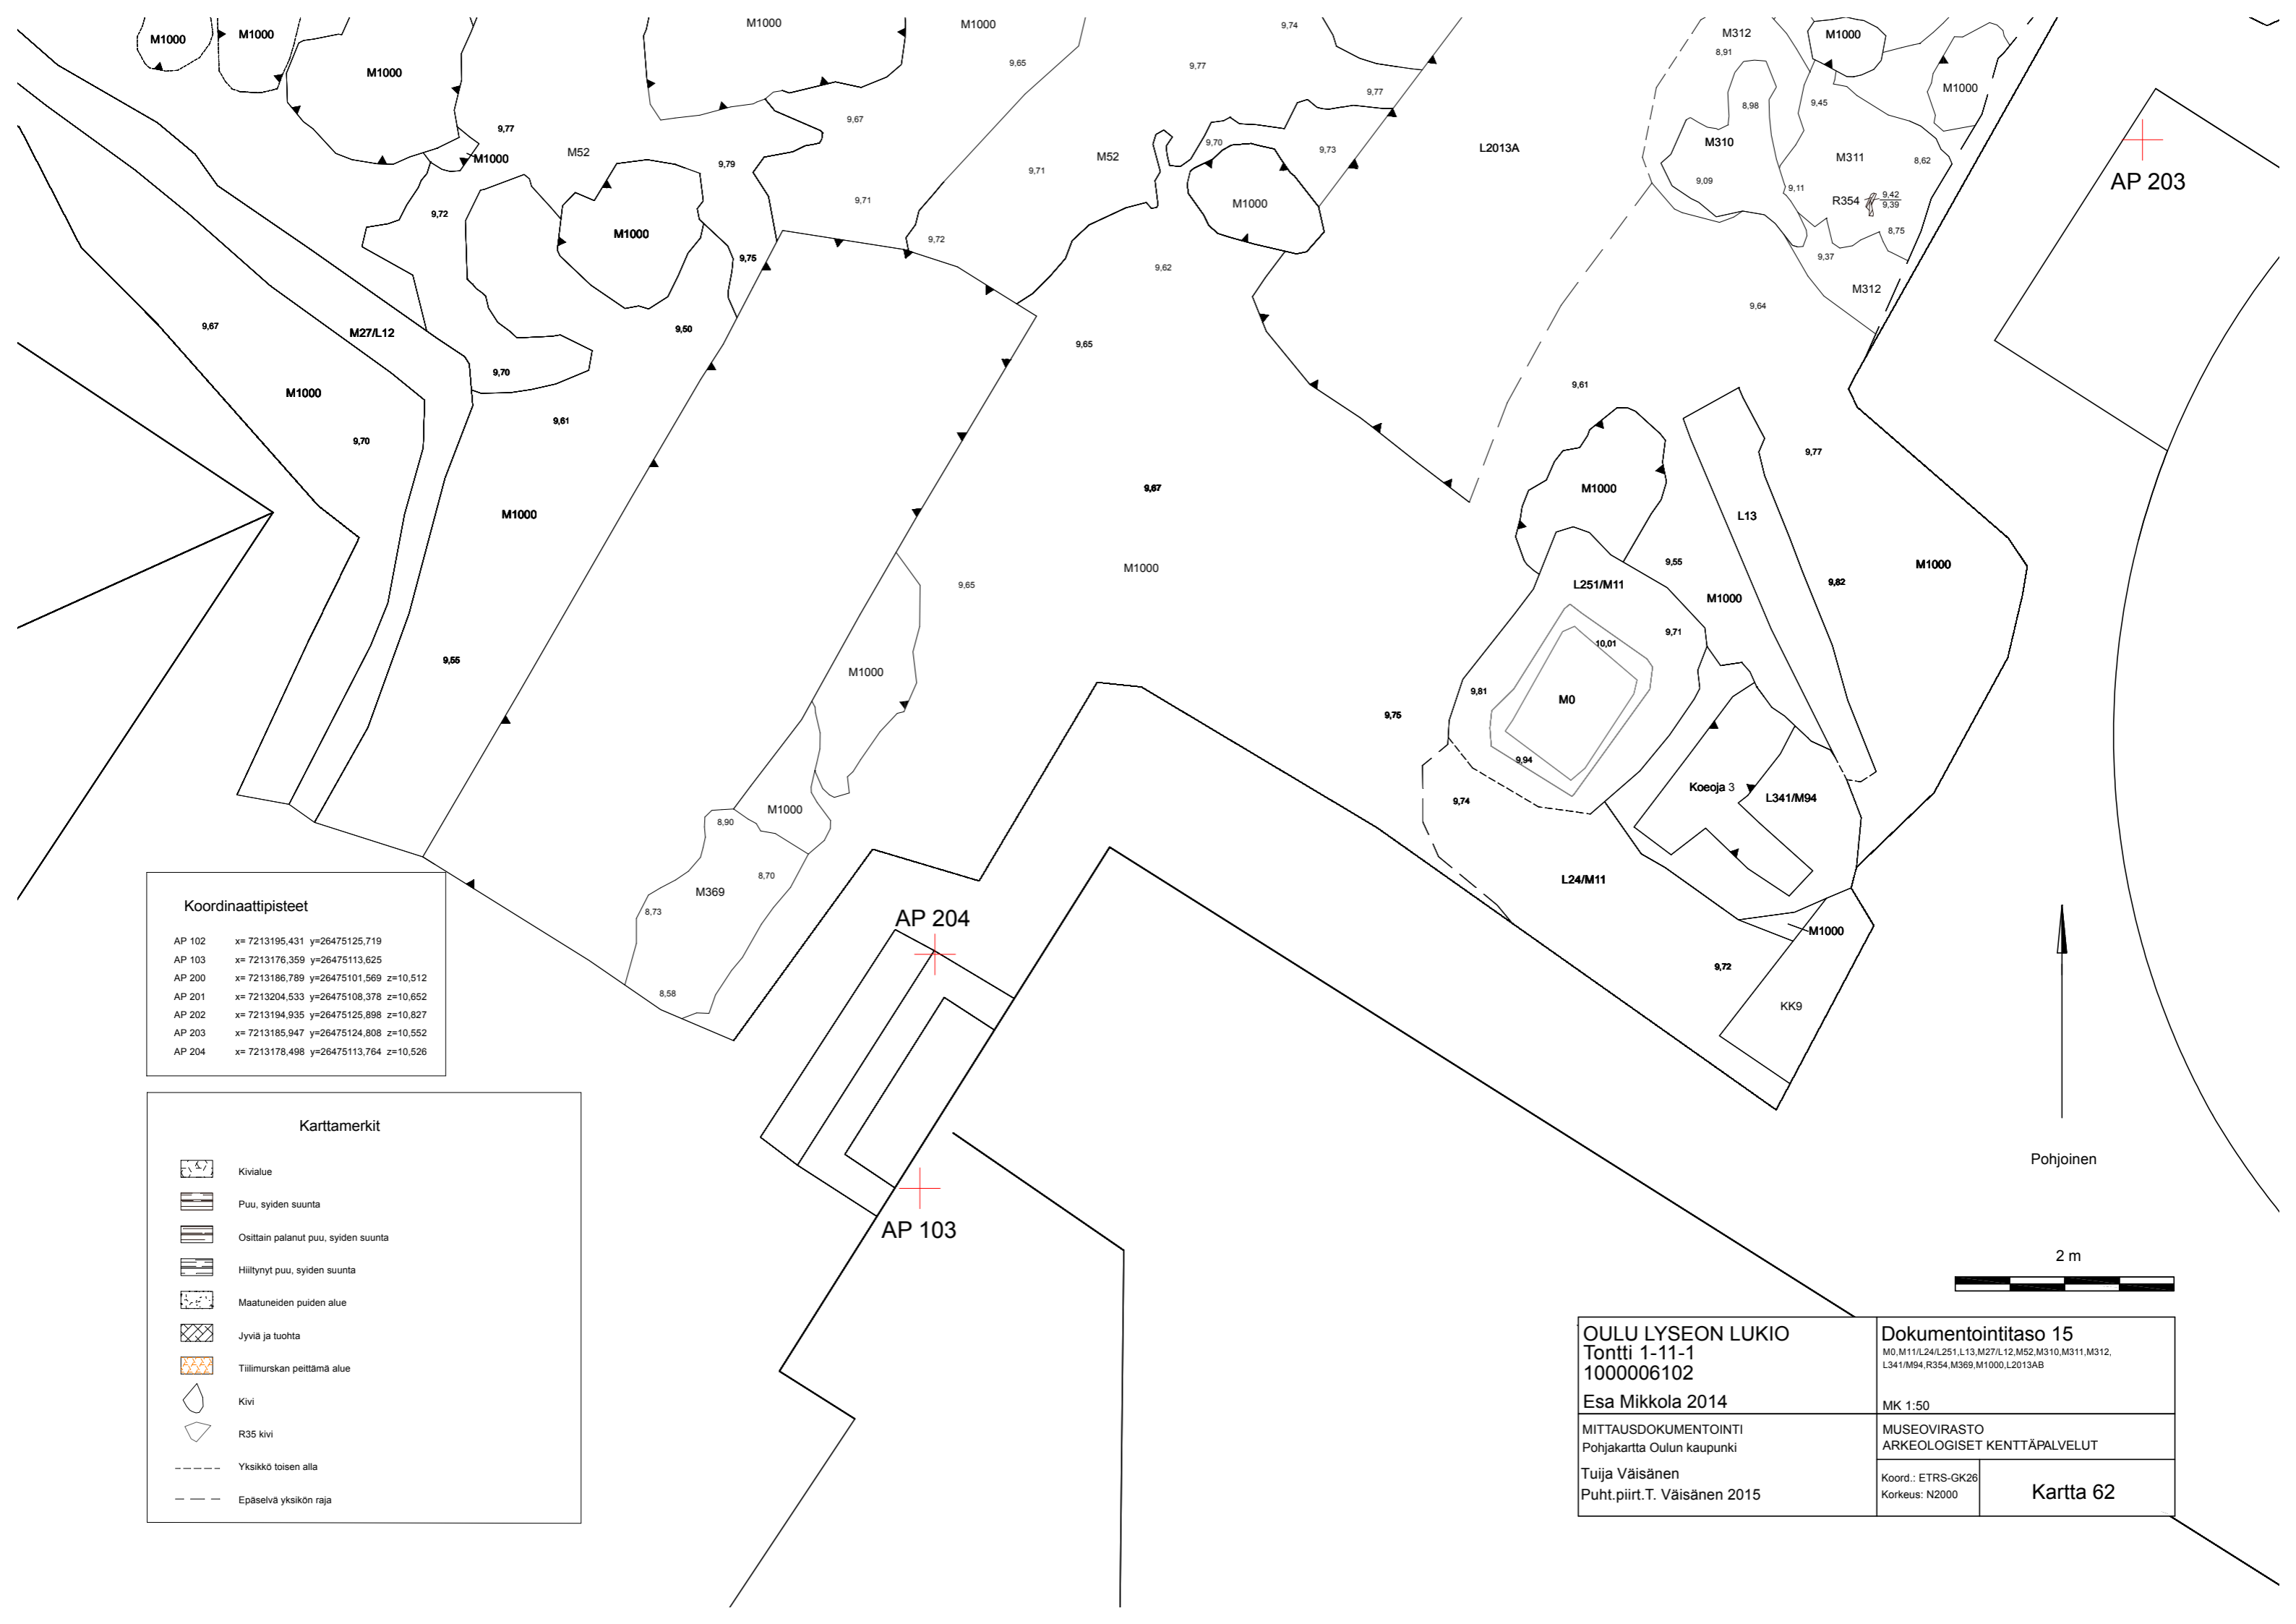 M1000
M1000
M1000
M1000
M1000
9,74
M312
8,91
M1000
9,65
9,77
M1000
M1000
9,77
8,98
9,45
9,67
9,77
M52
M1000
9,79
9,71
M52
9,70
9,73
L2013A
M310
M311
8,62
9,09
9,11
R354
9,42
9,39
AP 203
9,72
M1000
9,71
M1000
8,75
9,72
9,75
9,62
9,37
M312
9,64
9,67
M27/L12
9,50
9,65
9,70
9,61
M1000
9,61
9,70
9,77
M1000
9,67
M1000
L13
M1000
9,65
L251/M11
9,55
M1000
9,82
M1000
9,55
M1000
9,71
10,01
9,81
M0
9,75
9,94
9,74
Koeoja 3
L341/M94
M1000
8,90
8,70
M369
8,73
8,58
L24/M11
M1000
9,72
KK9
AP 204
AP 103
Koordinaattipisteet
AP 102 x= 7213195,431 y=26475125,719
AP 103 x= 7213176,359 y=26475113,625
AP 200 x= 7213186,789 y=26475101,569 z=10,512
AP 201 x= 7213204,533 y=26475108,378 z=10,652
AP 202 x= 7213194,935 y=26475125,898 z=10,827
AP 203 x= 7213185,947 y=26475124,808 z=10,552
AP 204 x= 7213178,498 y=26475113,764 z=10,526
Karttamerkit
Kivialue
Puu, syiden suunta
Osittain palanut puu, syiden suunta
Hiiltynyt puu, syiden suunta
Maatuneiden puiden alue
Jyviä ja tuohta
Tiilimurskan peittämä alue
Kivi
R35 kivi
Yksikkö toisen alla
Epäselvä yksikön raja
Pohjoinen
2 m
OULU LYSEON LUKIO
Tontti 1-11-1
1000006102
Esa Mikkola 2014
Dokumentointitaso 15
M0,M11/L24/L251,L13,M27/L12,M52,M310,M311,M312,
L341/M94,R354,M369,M1000,L2013AB
MK 1:50
MITTAUSDOKUMENTOINTI
Pohjakartta Oulun kaupunki
Tuija Väisänen
Puht.piirt.T. Väisänen 2015
MUSEOVIRASTO
ARKEOLOGISET KENTTÄPALVELUT
Koord.: ETRS-GK26
Korkeus: N2000
Kartta 62